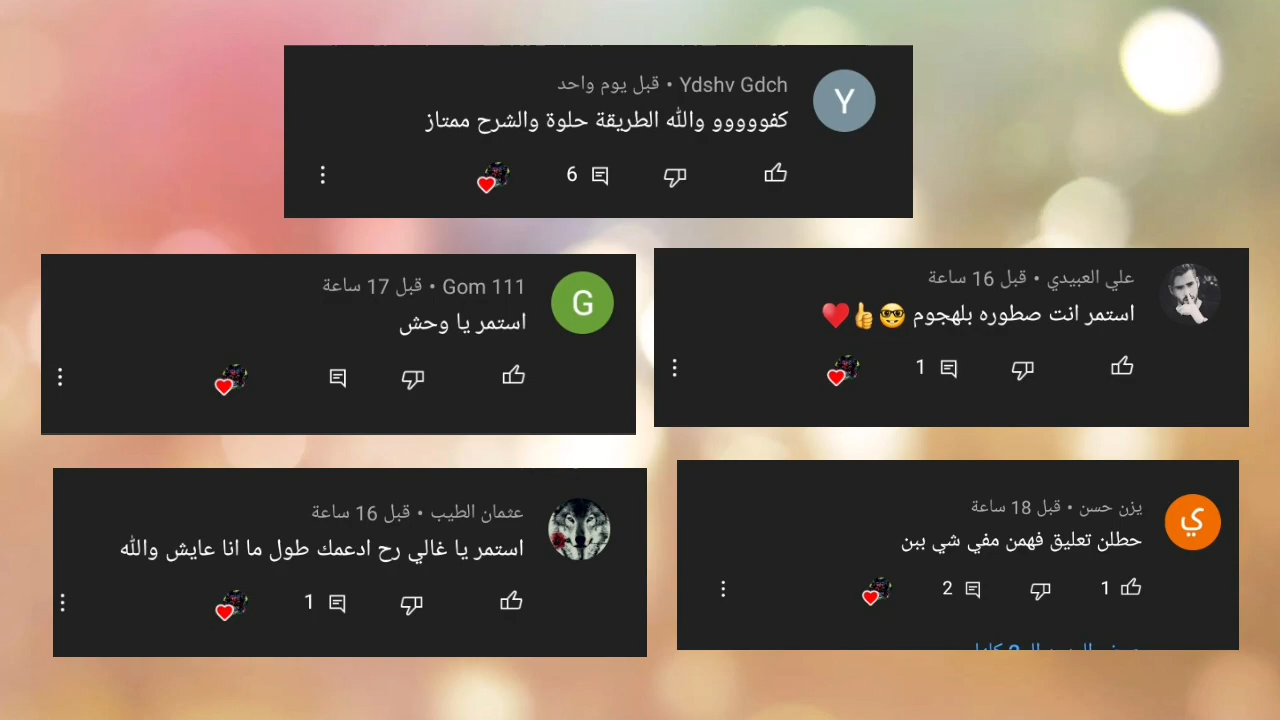 Ydshv Gdch • قبل يوم واحد
Y
كفووووو والله الطريقة حلوة والشرح ممتاز
6
علي العبيدي • قبل 16 ساعة
استمر انت صطوره بلهجوم 🤓👍♥️
1
Gom 111 • قبل 17 ساعة
G
استمر يا وحش
يزن حسن • قبل 18 ساعة
ي
حطلن تعليق فهمن مفي شي ببن
1
2
عثمان الطيب • قبل 16 ساعة
استمر يا غالي رح ادعمك طول ما انا عايش والله
1